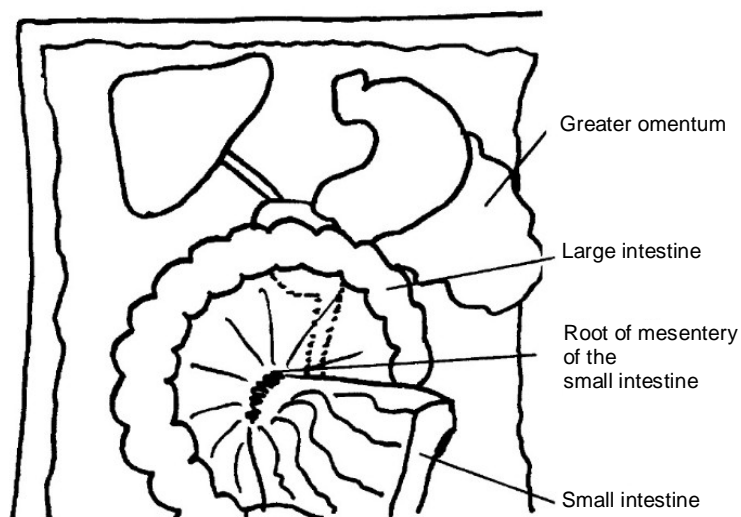 Greater omentum
Large intestine
Root of mesentery
of the
small intestine
Small intestine